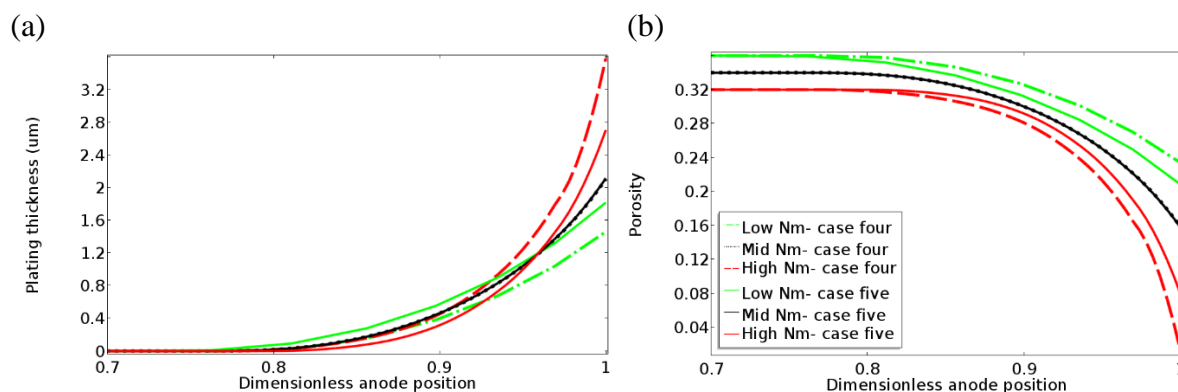 (a)
(b)
Plating thickness (um)
3.2
2.8
2.4
2
1.6
1.2
0.8
0.4
0
0.7
0.8
0.9
1
Dimensionless anode position
Porosity
0.32
0.28
0.24
0.2
0.16
0.12
0.08
0.04
Low Nm- case four
Mid Nm- case four
High Nm- case four
Low Nm- case five
Mid Nm- case five
High Nm- case five
0.7
0.8
0.9
1
Dimensionless anode position